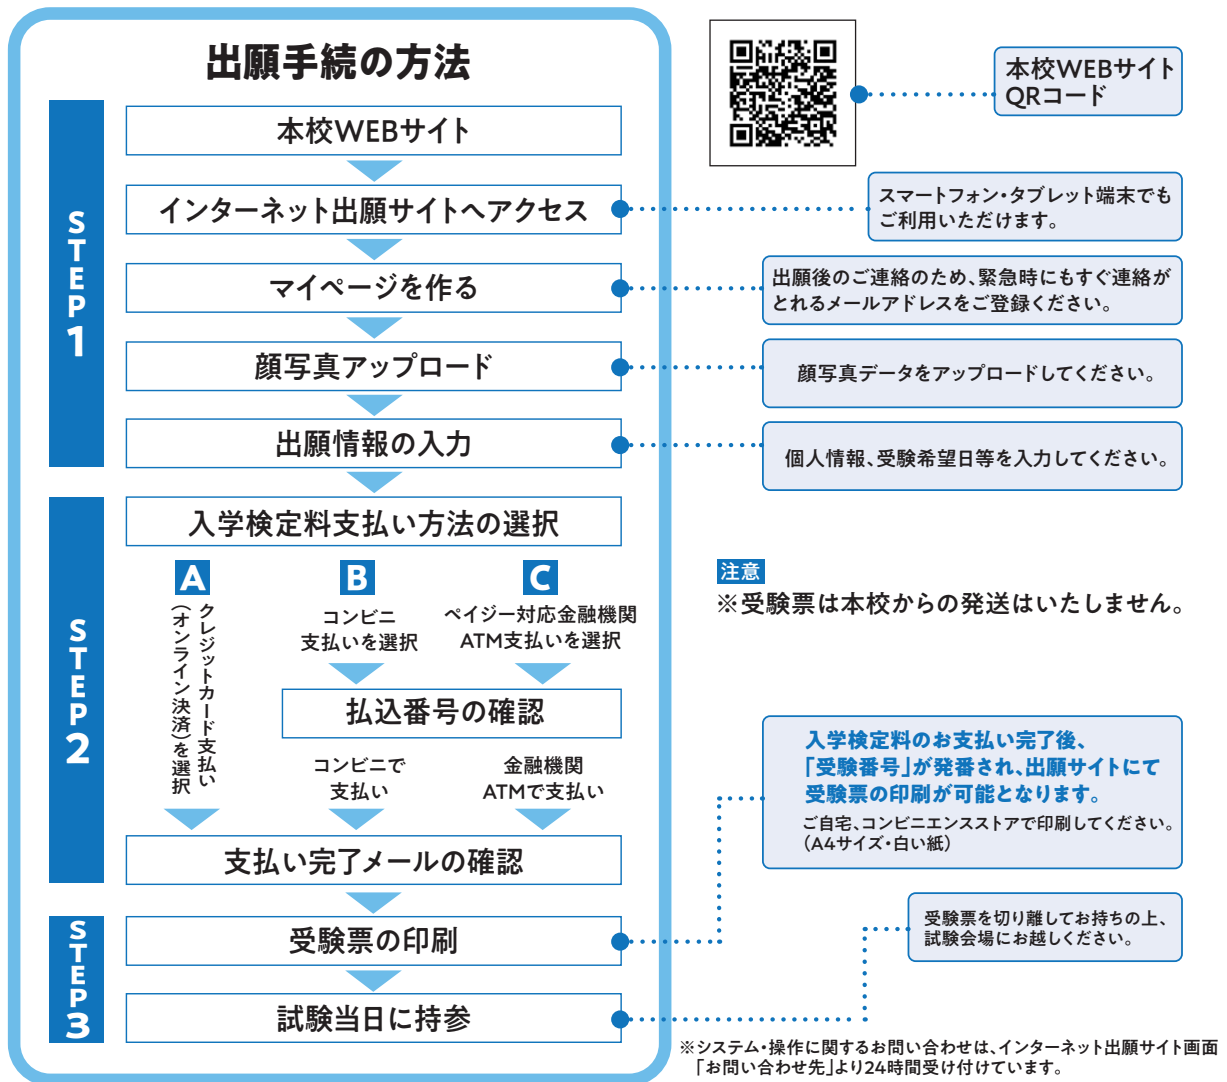 出願手続の方法
本校WEBサイト
QRコード
STEP1
本校WEBサイト
インターネット出願サイトへアクセス
スマートフォン・タブレット端末でも
ご利用いただけます。
マイページを作る
出願後のご連絡のため、緊急時にもすぐ連絡が
とれるメールアドレスをご登録ください。
顔写真アップロード
顔写真データをアップロードしてください。
出願情報の入力
個人情報、受験希望日等を入力してください。
STEP2
入学検定料支払い方法の選択
A
クレジットカード支払い
(オンライン決済)を選択
B
コンビニ
支払いを選択
C
ペイジー対応金融機関
ATM支払いを選択
払込番号の確認
コンビニで
支払い
金融機関
ATMで支払い
支払い完了メールの確認
注意
※受験票は本校からの発送はいたしません。
STEP3
受験票の印刷
入学検定料のお支払い完了後、
「受験番号」が発番され、出願サイトにて
受験票の印刷が可能となります。
ご自宅、コンビニエンスストアで印刷してください。
(A4サイズ・白い紙)
試験当日に持参
受験票を切り離してお持ちの上、
試験会場にお越しください。
※システム・操作に関するお問い合わせは、インターネット出願サイト画面
「お問い合わせ先」より24時間受け付けています。